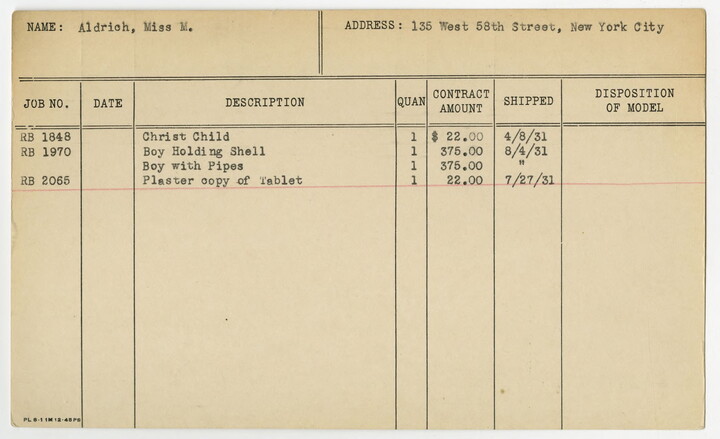 NAME: Aldrich, Miss M. ADDRESS: 135 West 58th Street, New York City
JOB NO. DATE DESCRIPTION QUAN CONTRACT AMOUNT SHIPPED DISPOSITION OF MODEL
RB 1848 Christ Child 1 $ 22.00 4/8/31
RB 1970 Boy Holding Shell 1 375.00 8/4/31
Boy with Pipes 1 375.00 "
RB 2065 Plaster copy of Tablet 1 22.00 7/27/31